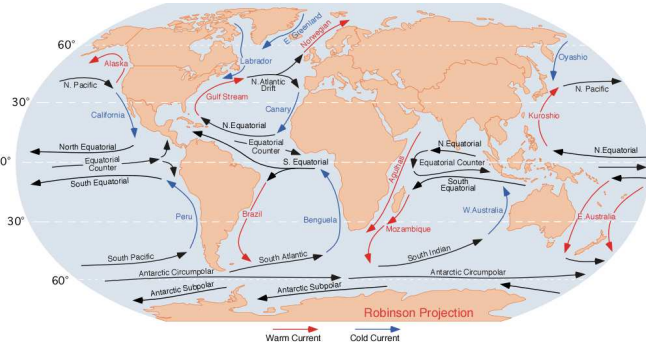 60°
Alaska
Labrador
E. Greenland
Norwegian
Oyashio
N. Pacific
N. Atlantic
Drift
N. Pacific
30°
California
Gulf Stream
Canary
Kuroshio
North Equatorial
N.Equatorial
N.Equatorial
N.Equatorial
Equatorial
Counter
Equatorial
Counter
S. Equatorial
Equatorial Counter
0°
South Equatorial
South
Equatorial
Agulhas
Peru
Brazil
Benguela
Mozambique
W.Australia
E.Australia
30°
South Pacific
South Atlantic
South Indian
Antarctic Circumpolar
Antarctic Circumpolar
60°
Antarctic Subpolar
Antarctic Subpolar
Robinson Projection
Warm Current
Cold Current